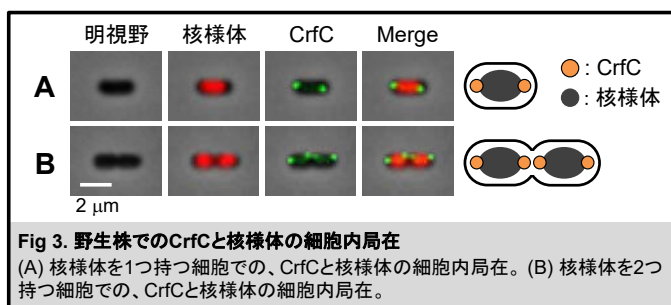 明視野 核様体 CrfC Merge
A
: CrfC
: 核様体
B
2 μm
Fig 3. 野生株でのCrfCと核様体の細胞内局在
(A) 核様体を1つ持つ細胞での、CrfCと核様体の細胞内局在。(B) 核様体を2つ
持つ細胞での、CrfCと核様体の細胞内局在。